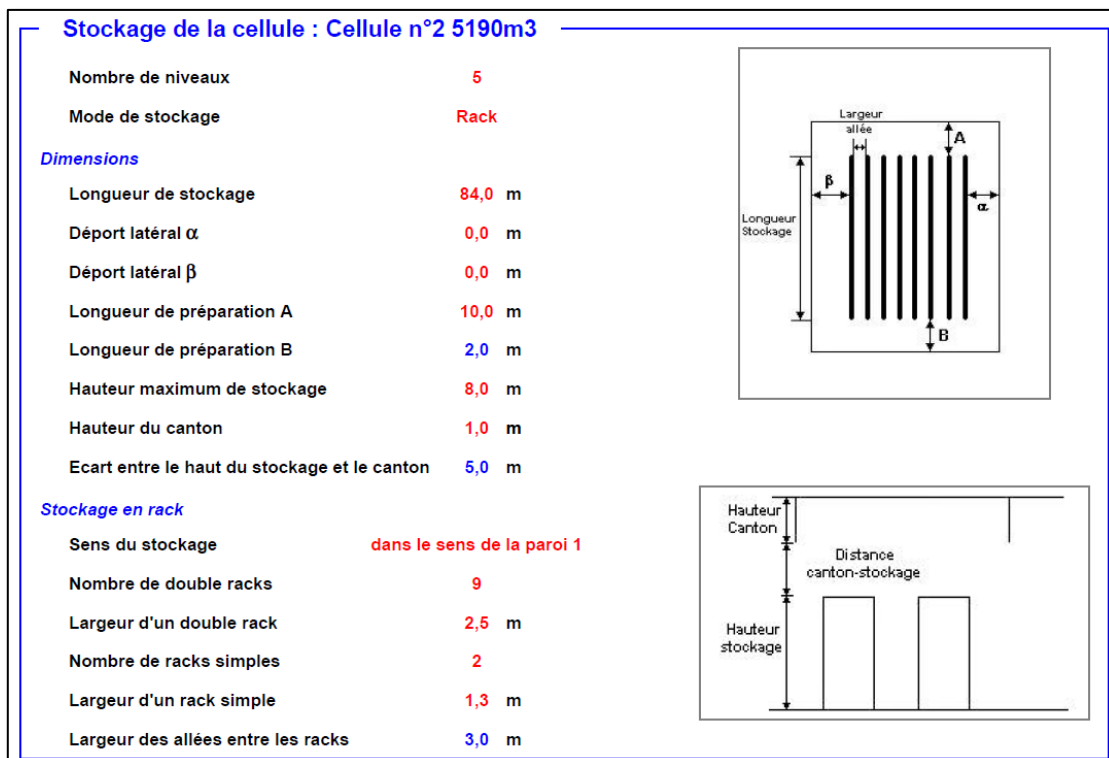 Stockage de la cellule : Cellule n°2 5190m3
Nombre de niveaux 5
Mode de stockage Rack
Dimensions
Longueur de stockage 84,0 m
Déport latéral α 0,0 m
Déport latéral β 0,0 m
Longueur de préparation A 10,0 m
Longueur de préparation B 2,0 m
Hauteur maximum de stockage 8,0 m
Hauteur du canton 1,0 m
Ecart entre le haut du stockage et le canton 5,0 m
Stockage en rack
Sens du stockage dans le sens de la paroi 1
Nombre de double racks 9
Largeur d'un double rack 2,5 m
Nombre de racks simples 2
Largeur d'un rack simple 1,3 m
Largeur des allées entre les racks 3,0 m
Largeur
allée
A
β
α
Longueur
Stockage
B
Hauteur
Canton
Distance
canton-stockage
Hauteur
stockage